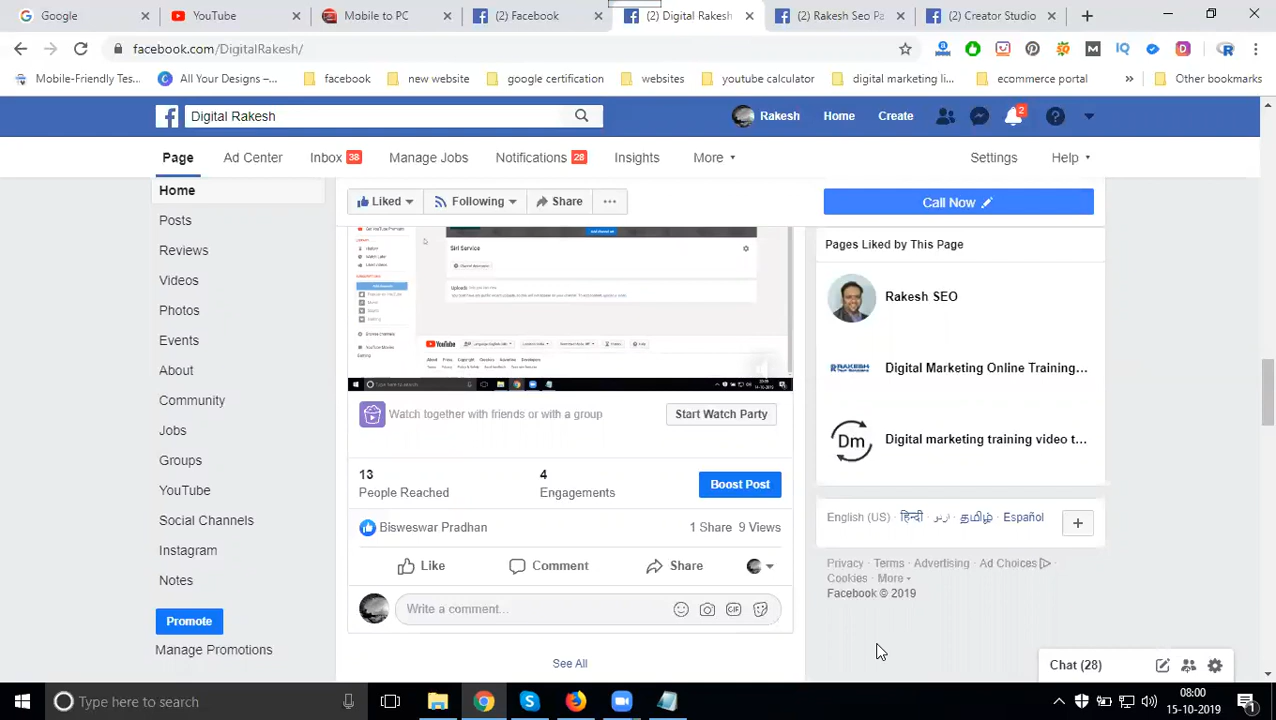 Google
YouTube
Mobile to PC
(2) Facebook
(2) Digital Rakesh
(2) Rakesh Seo Pa
(2) Creator Studio
facebook.com/DigitalRakesh/
Mobile-Friendly Tes...
All Your Designs –...
facebook
new website
google certification
websites
youtube calculator
digital marketing li...
ecommerce portal
Other bookmarks
Digital Rakesh
Rakesh
Home
Create
2
Page
Ad Center
Inbox 38
Manage Jobs
Notifications 28
Insights
More
Settings
Help
Home
Posts
Reviews
Videos
Photos
Events
About
Community
Jobs
Groups
YouTube
Social Channels
Instagram
Notes
Promote
Manage Promotions
Liked
Following
Share
Call Now
Siri Service
YouTube
Watch together with friends or with a group
Start Watch Party
13
People Reached
4
Engagements
Boost Post
Bisweswar Pradhan
1 Share 9 Views
Like
Comment
Share
Write a comment...
GIF
See All
Pages Liked by This Page
Rakesh SEO
RAKESH
Digital Marketing Online Training...
Dm
Digital marketing training video t...
English (US) · हिन्दी · اردو · தமிழ் · Español
Privacy · Terms · Advertising · Ad Choices ·
Cookies · More
Facebook © 2019
Chat (28)
Type here to search
08:00
15-10-2019
1